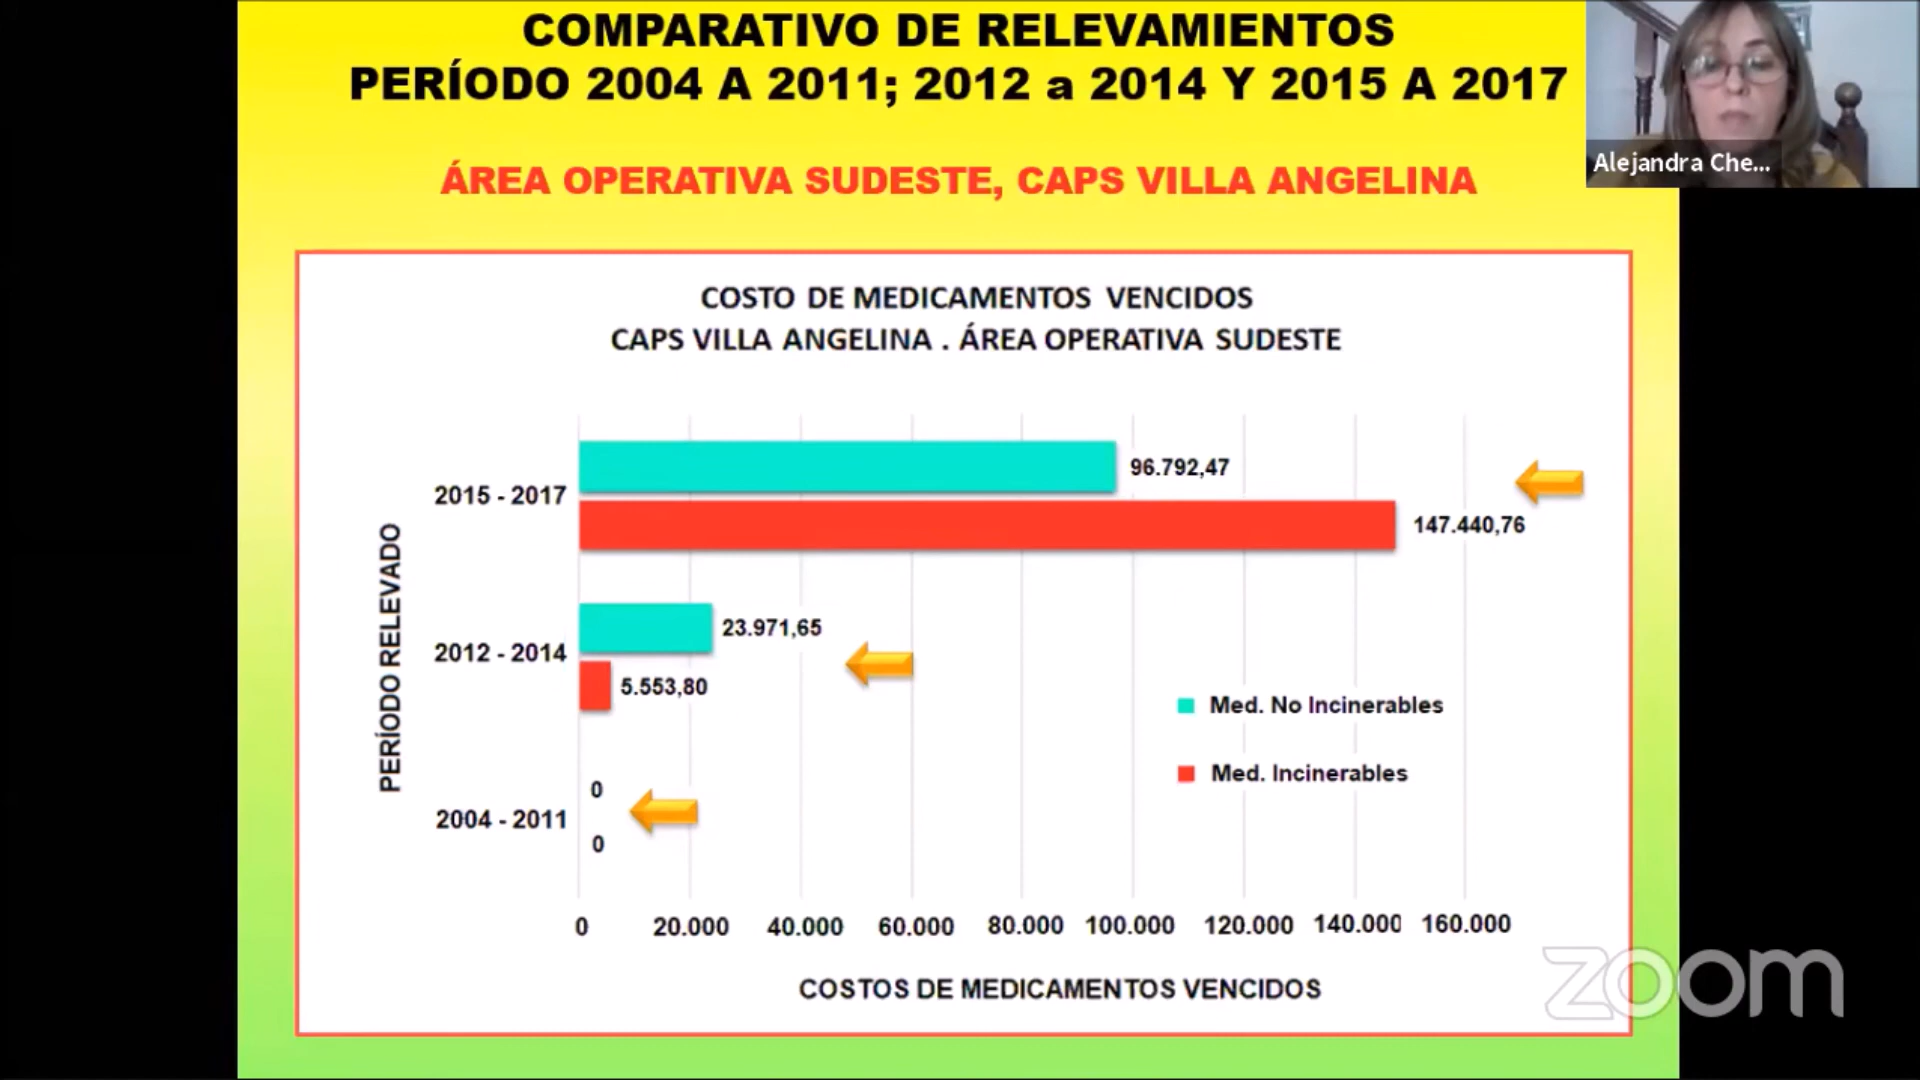 COMPARATIVO DE RELEVAMIENTOS
PERÍODO 2004 A 2011; 2012 a 2014 Y 2015 A 2017
Alejandra Che...
ÁREA OPERATIVA SUDESTE, CAPS VILLA ANGELINA
COSTO DE MEDICAMENTOS VENCIDOS
CAPS VILLA ANGELINA . ÁREA OPERATIVA SUDESTE
PERÍODO RELEVADO
2015 - 2017
96.792,47
147.440,76
2012 - 2014
23.971,65
5.553,80
2004 - 2011
0
0
Med. No Incinerables
Med. Incinerables
0 20.000 40.000 60.000 80.000 100.000 120.000 140.000 160.000
COSTOS DE MEDICAMENTOS VENCIDOS
zoom